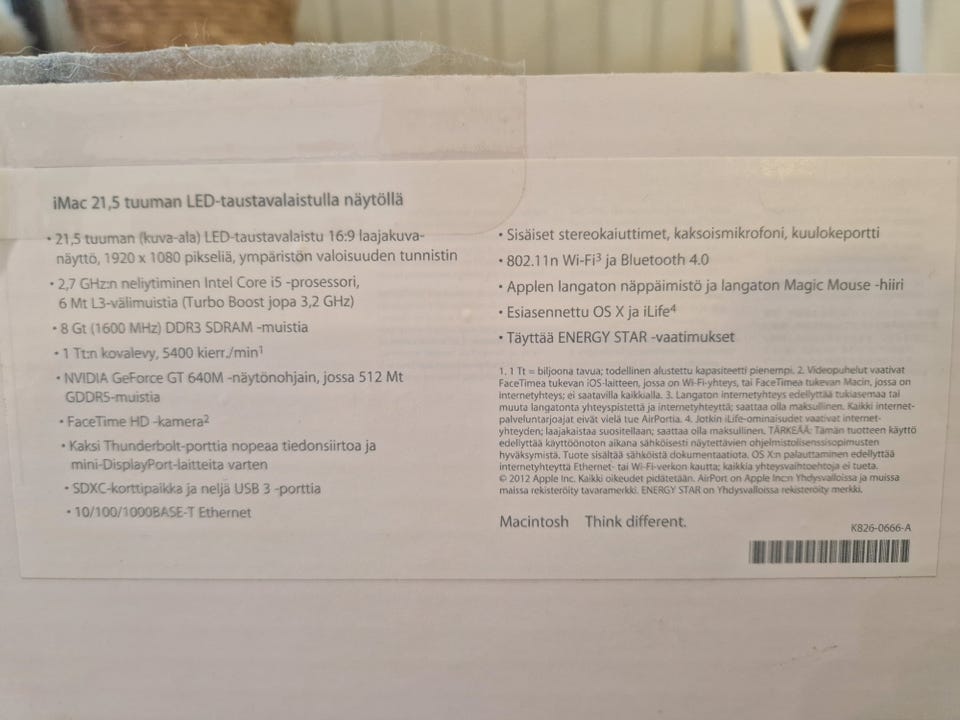 iMac 21,5 tuuman LED-taustavalaistulla näytöllä
• 21,5 tuuman (kuva-ala) LED-taustavalaistu 16:9 laajakuva-
näyttö, 1920 x 1080 pikseliä, ympäristön valoisuuden tunnistin
• 2,7 GHz:n neliytiminen Intel Core i5 -prosessori,
6 Mt L3-välimuistia (Turbo Boost jopa 3,2 GHz)
• 8 Gt (1600 MHz) DDR3 SDRAM -muistia
• 1 Tt:n kovalevy, 5400 kierr./min¹
• NVIDIA GeForce GT 640M -näytönohjain, jossa 512 Mt
GDDR5-muistia
• FaceTime HD -kamera²
• Kaksi Thunderbolt-porttia nopeaa tiedonsiirtoa ja
mini-DisplayPort-laitteita varten
• SDXC-korttipaikka ja neljä USB 3 -porttia
• 10/100/1000BASE-T Ethernet
• Sisäiset stereokaiuttimet, kaksoismikrofoni, kuulokeportti
• 802.11n Wi-Fi³ ja Bluetooth 4.0
• Applen langaton näppäimistö ja langaton Magic Mouse -hiiri
• Esiasennettu OS X ja iLife⁴
• Täyttää ENERGY STAR -vaatimukset
1. 1 Tt = biljoona tavua; todellinen alustettu kapasiteetti pienempi. 2. Videopuhelut vaativat
FaceTimea tukevan iOS-laitteen, jossa on Wi-Fi-yhteys, tai FaceTimea tukevan Macin, jossa on
internetyhteys; ei saatavilla kaikkialla. 3. Langaton internetyhteys edellyttää tukiasemaa tai
muuta langatonta yhteyspistettä ja internetyhteyttä; saattaa olla maksullinen. Kaikki internet-
palveluntarjoajat eivät vielä tue AirPortia. 4. Jotkin iLife-ominaisuudet vaativat internet-
yhteyden; laajakaistaa suositellaan; saattaa olla maksullinen. TÄRKEÄÄ: Tämän tuotteen käyttö
edellyttää käyttöönoton aikana sähköisesti näytettävien ohjelmistolisenssisopimusten
hyväksymistä. Tuote sisältää sähköistä dokumentaatiota. OS X:n palauttaminen edellyttää
internetyhteyttä Ethernet- tai Wi-Fi-verkon kautta; kaikkia yhteysvaihtoehtoja ei tueta.
© 2012 Apple Inc. Kaikki oikeudet pidätetään. AirPort on Apple Inc:n Yhdysvalloissa ja muissa
maissa rekisteröity tavaramerkki. ENERGY STAR on Yhdysvalloissa rekisteröity merkki.
Macintosh Think different.
K826-0666-A